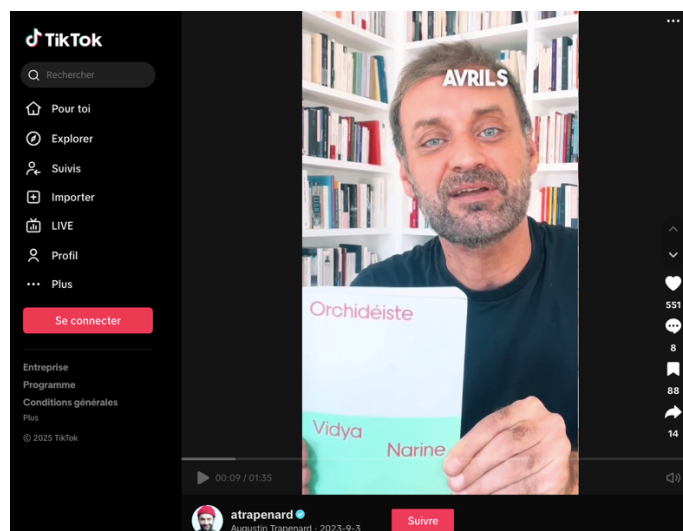 TikTok
Rechercher
Pour toi
Explorer
Suivis
Importer
LIVE
Profil
Plus
Se connecter
Entreprise
Programme
Conditions générales
Plus
© 2025 TikTok
AVRILS
Orchidéiste
Vidya
Narine
551
8
88
14
00:09 / 01:35
atrapenard
Augustin Trapenard · 2023-9-3
Suivre